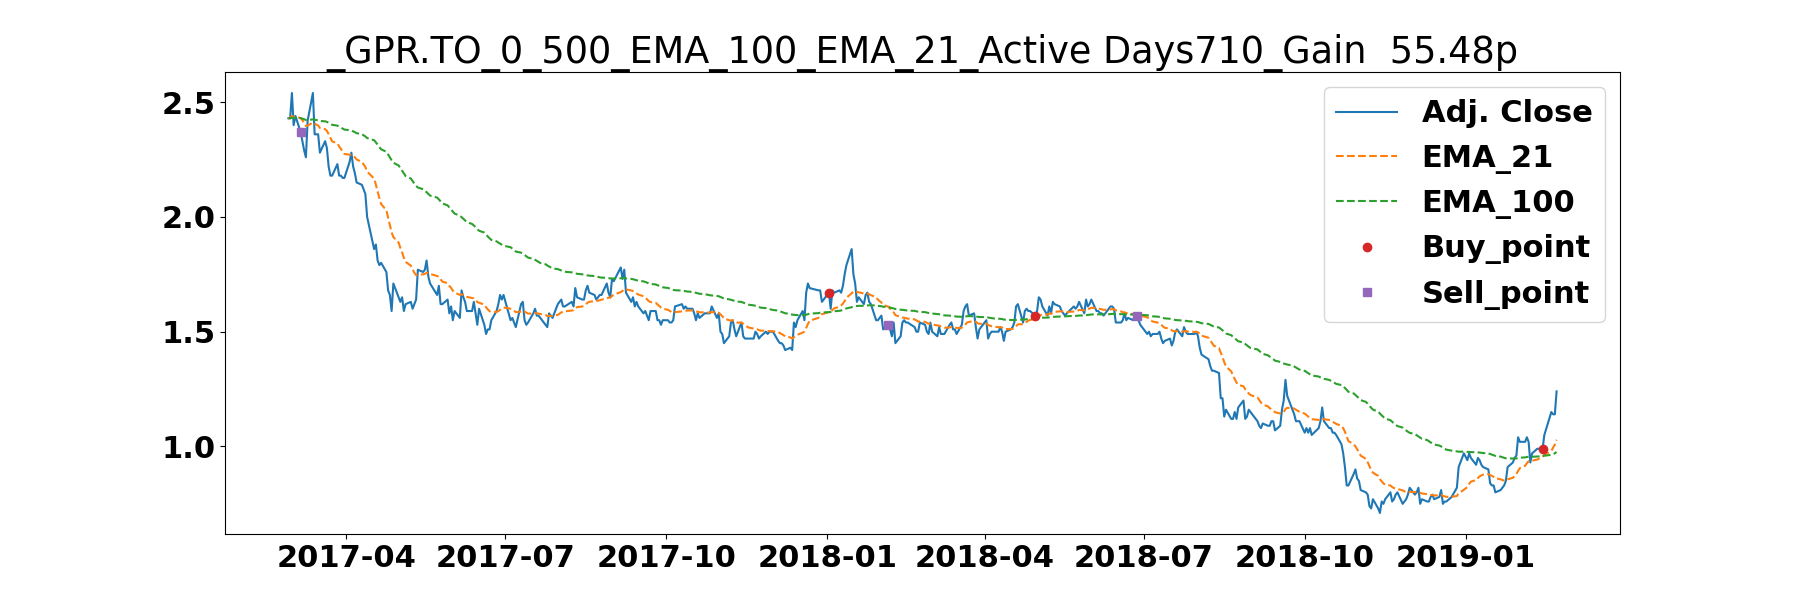 _GPR.TO_0_500_EMA_100_EMA_21_Active Days710_Gain  55.48p
2.5
2.0
1.5
1.0
Adj. Close
EMA_21
EMA_100
Buy_point
Sell_point
2017-04 2017-07 2017-10 2018-01 2018-04 2018-07 2018-10 2019-01